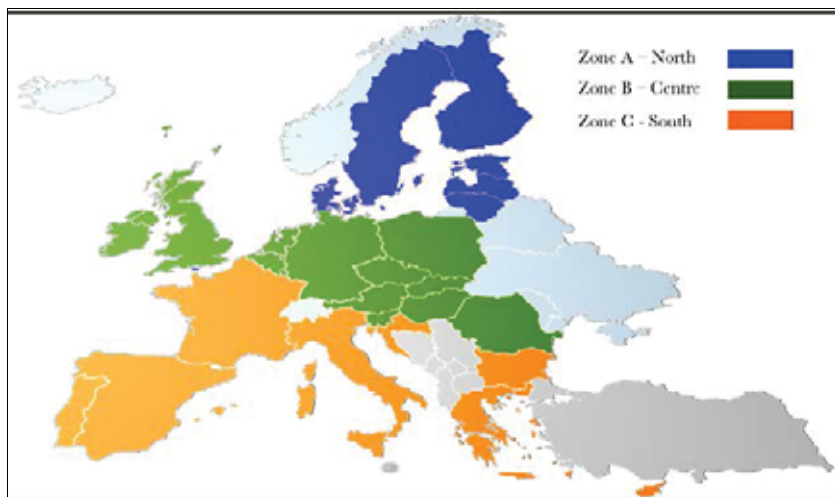 Zone A – North
Zone B – Centre
Zone C - South